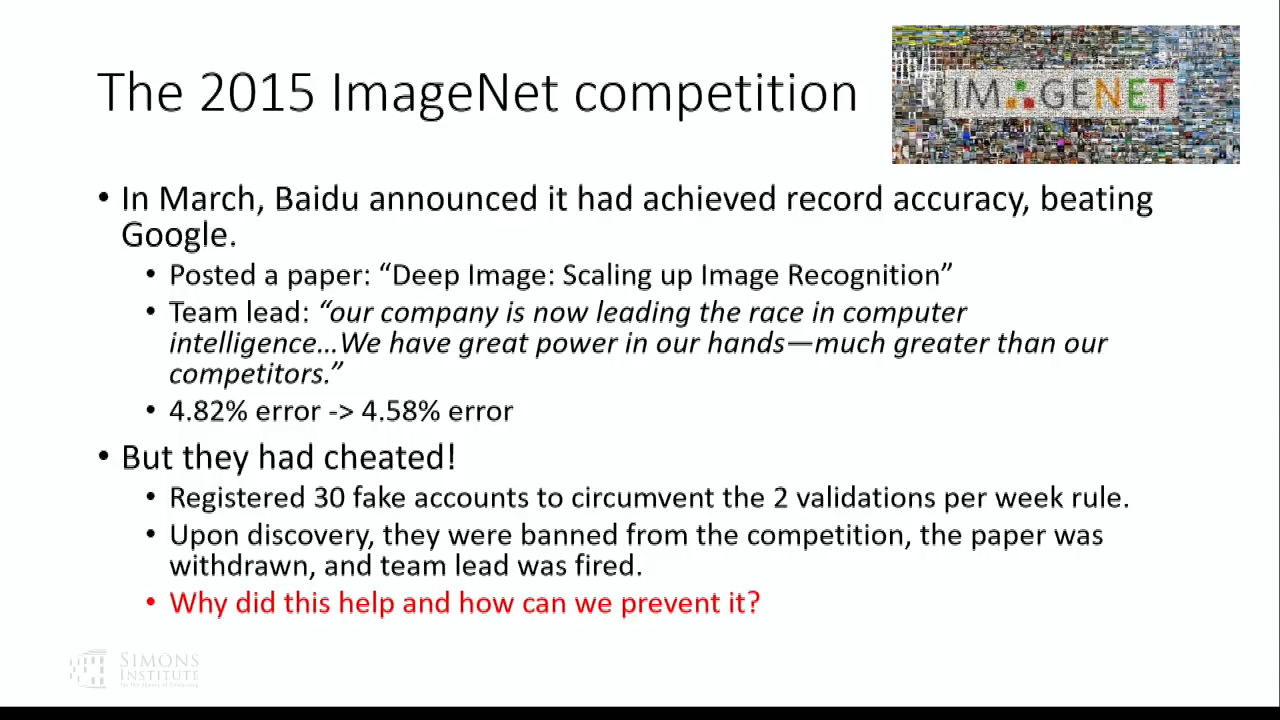 The 2015 ImageNet competition
IMAGENET
• In March, Baidu announced it had achieved record accuracy, beating
Google.
• Posted a paper: “Deep Image: Scaling up Image Recognition”
• Team lead: “our company is now leading the race in computer
intelligence…We have great power in our hands—much greater than our
competitors.”
• 4.82% error -> 4.58% error
• But they had cheated!
• Registered 30 fake accounts to circumvent the 2 validations per week rule.
• Upon discovery, they were banned from the competition, the paper was
withdrawn, and team lead was fired.
• Why did this help and how can we prevent it?
SIMONS
INSTITUTE
for the Theory of Computing